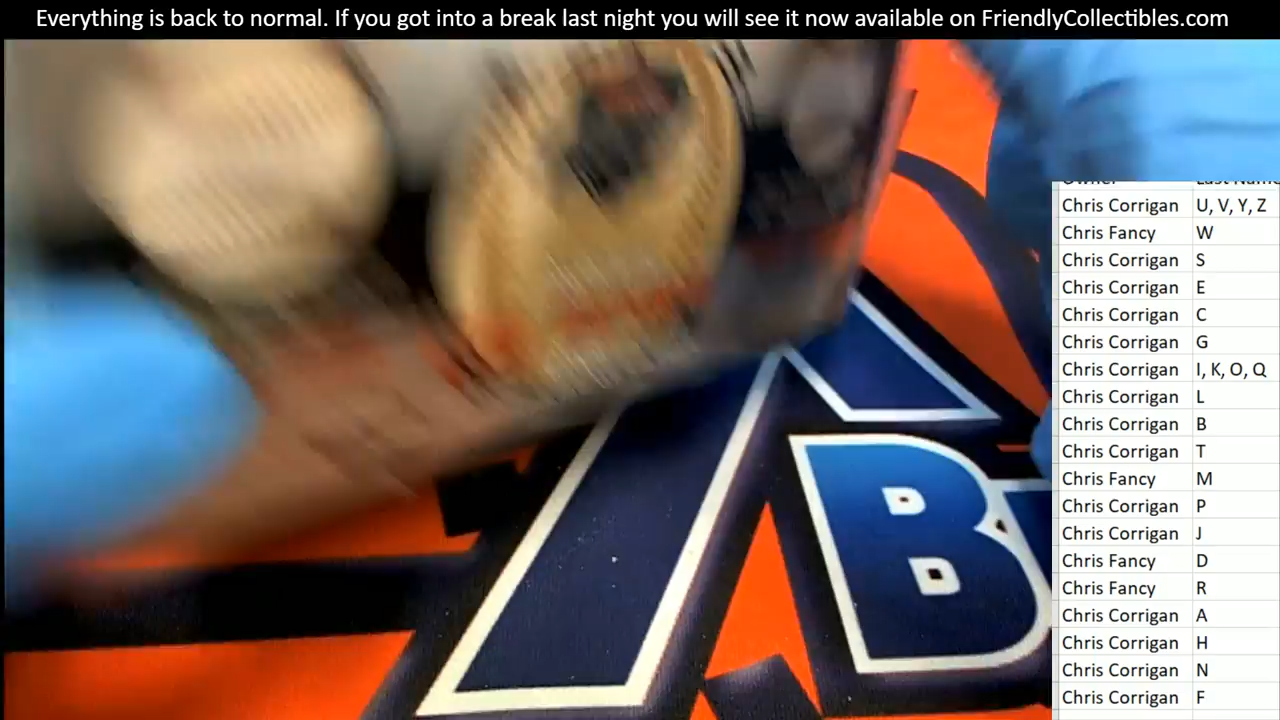 Everything is back to normal. If you got into a break last night you will see it now available on FriendlyCollectibles.com
Owner Last Name
Chris Corrigan U, V, Y, Z
Chris Fancy W
Chris Corrigan S
Chris Corrigan E
Chris Corrigan C
Chris Corrigan G
Chris Corrigan I, K, O, Q
Chris Corrigan L
Chris Corrigan B
Chris Corrigan T
Chris Fancy M
Chris Corrigan P
Chris Corrigan J
Chris Fancy D
Chris Fancy R
Chris Corrigan A
Chris Corrigan H
Chris Corrigan N
Chris Corrigan F
B